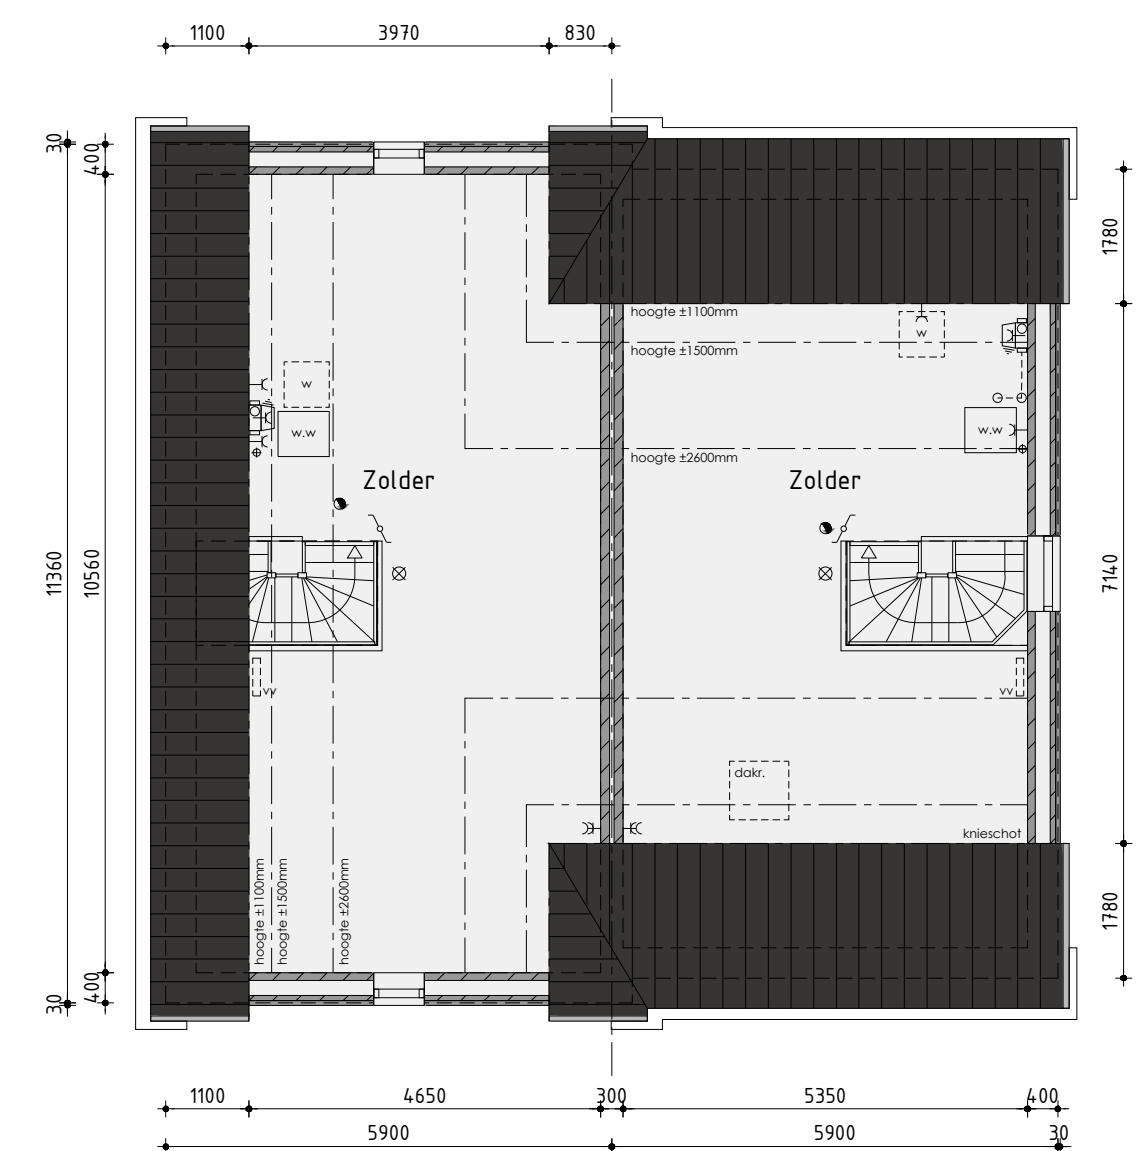 1100
3970
830
30
400
1780
hoogte ±1100mm
w
hoogte ±1500mm
w
w.w
w.w
hoogte ±2600mm
Zolder
Zolder
11360
10560
7140
vv
vv
dakr.
knieschot
hoogte ±1100mm
hoogte ±1500mm
hoogte ±2600mm
1780
30
400
1100
4650
300
5350
400
5900
5900
30